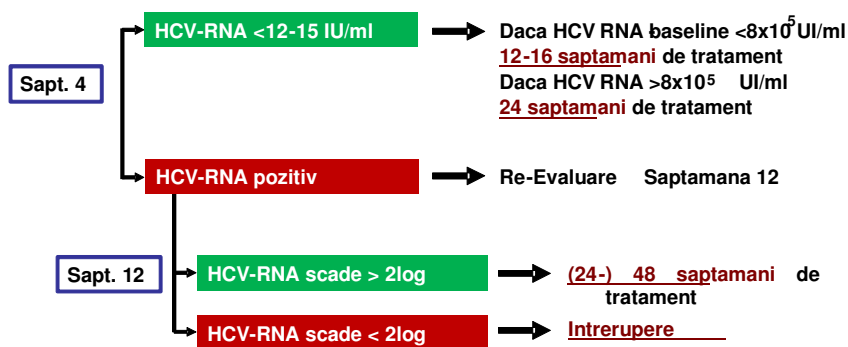 HCV-RNA <12-15 IU/ml
Daca HCV RNA baseline <8x10⁵ UI/ml
12-16 saptamani de tratament
Daca HCV RNA >8x10⁵ UI/ml
24 saptamani de tratament
Sapt. 4
HCV-RNA pozitiv
Re-Evaluare Saptamana 12
Sapt. 12
HCV-RNA scade > 2log
(24-) 48 saptamani de
tratament
HCV-RNA scade < 2log
Intrerupere